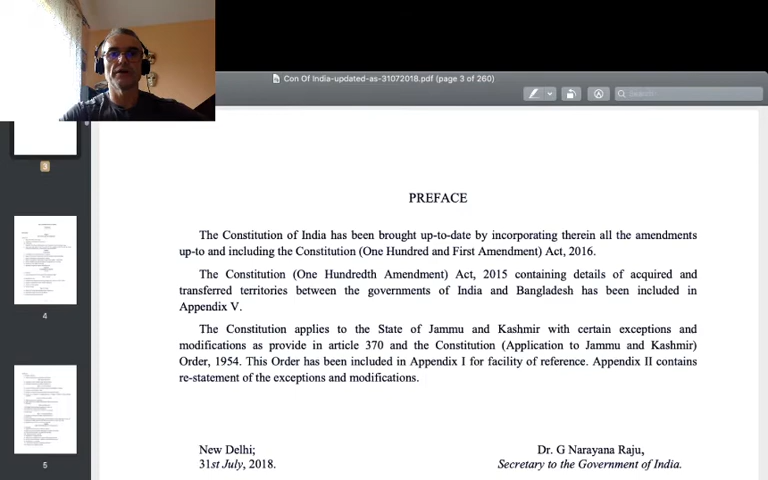 Con Of India-updated-as-31072018.pdf (page 3 of 260)
Search
3
4
5
PREFACE
The Constitution of India has been brought up-to-date by incorporating therein all the amendments
up-to and including the Constitution (One Hundred and First Amendment) Act, 2016.
The Constitution (One Hundredth Amendment) Act, 2015 containing details of acquired and
transferred territories between the governments of India and Bangladesh has been included in
Appendix V.
The Constitution applies to the State of Jammu and Kashmir with certain exceptions and
modifications as provide in article 370 and the Constitution (Application to Jammu and Kashmir)
Order, 1954. This Order has been included in Appendix I for facility of reference. Appendix II contains
re-statement of the exceptions and modifications.
New Delhi;
31st July, 2018.
Dr. G Narayana Raju,
Secretary to the Government of India.